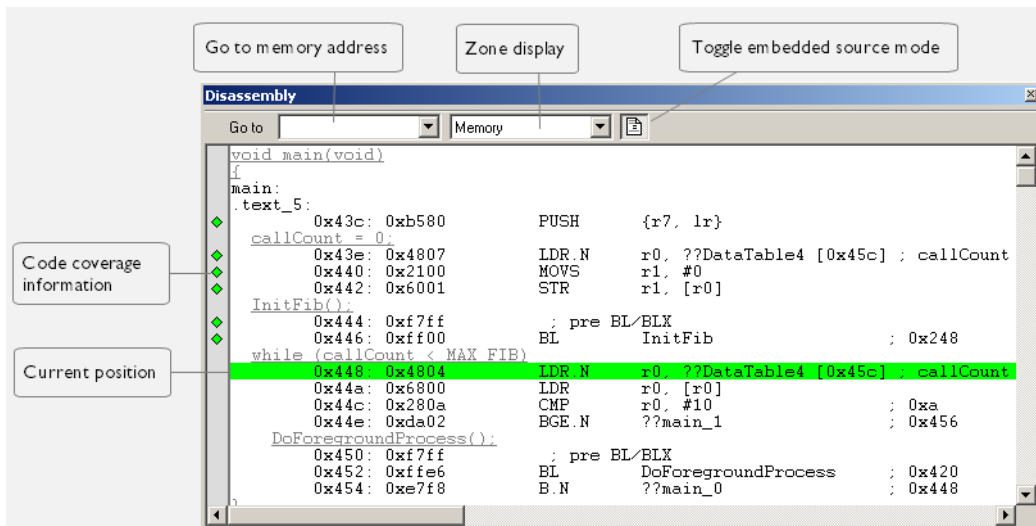 Go to memory address
Zone display
Toggle embedded source mode
Disassembly
Go to
Memory
void main(void)
{
main:
.text_5:
0x43c: 0xb580 PUSH {r7, lr}
callCount = 0;
0x43e: 0x4807 LDR.N r0, ??DataTable4 [0x45c] ; callCount
0x440: 0x2100 MOVS r1, #0
0x442: 0x6001 STR r1, [r0]
InitFib();
0x444: 0xf7ff ; pre BL/BLX
0x446: 0xff00 BL InitFib ; 0x248
while (callCount < MAX_FIB)
0x448: 0x4804 LDR.N r0, ??DataTable4 [0x45c] ; callCount
0x44a: 0x6800 LDR r0, [r0]
0x44c: 0x280a CMP r0, #10 ; 0xa
0x44e: 0xda02 BGE.N ??main_1 ; 0x456
DoForegroundProcess();
0x450: 0xf7ff ; pre BL/BLX
0x452: 0xffe6 BL DoForegroundProcess ; 0x420
0x454: 0xe7f8 B.N ??main_0 ; 0x448
}
Code coverage
information
Current position